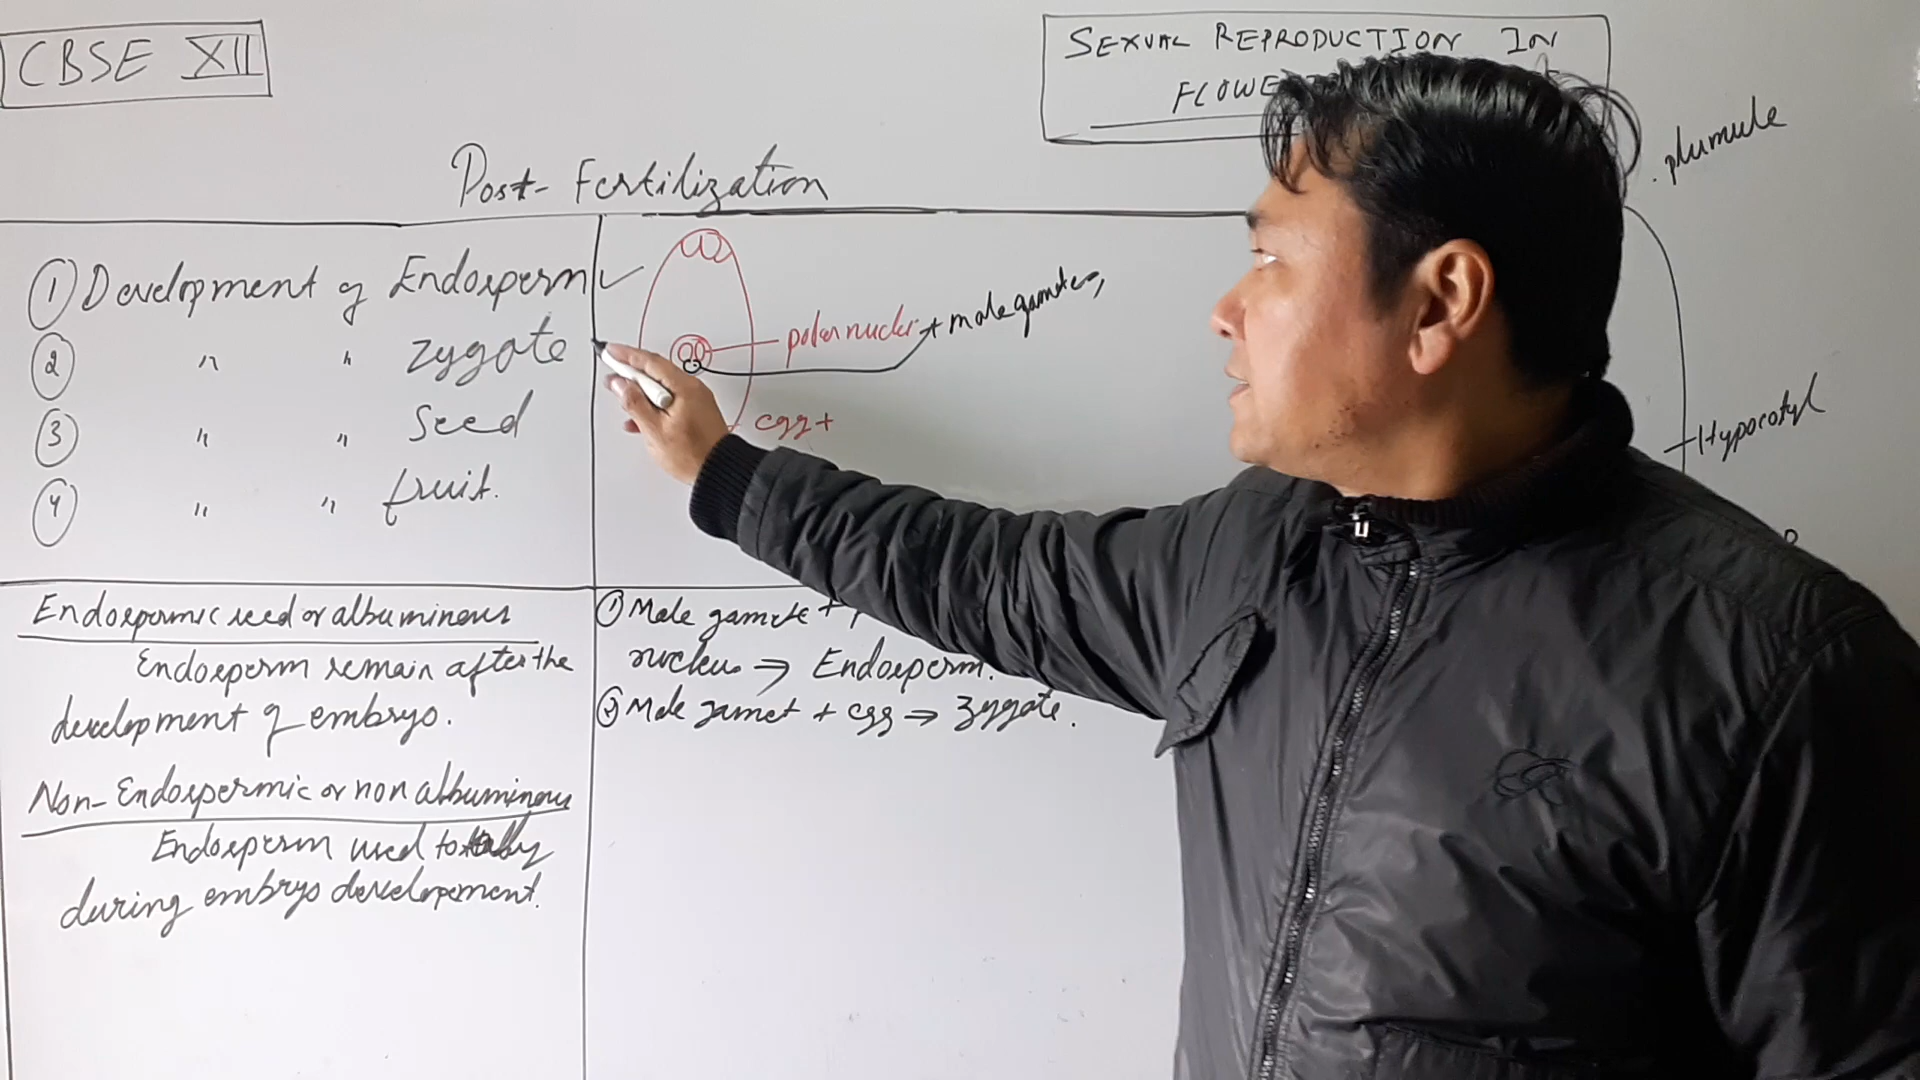 CBSE XII
SEXUAL REPRODUCTION IN
FLOWE
Post-Fertilization
① Development of Endosperm ✓
② " " Zygote
③ " " Seed
④ " " fruit.
polar nuclei + male gametes,
egg +
plumule
Hypocotyl
Endospermic seed or albuminous
Endosperm remain after the
development of embryo.
Non-Endospermic or non albuminous
Endosperm used totally
during embryo developement.
① Male gamete +
nucleus ⇒ Endosperm.
② Male gamet + egg ⇒ Zygote.